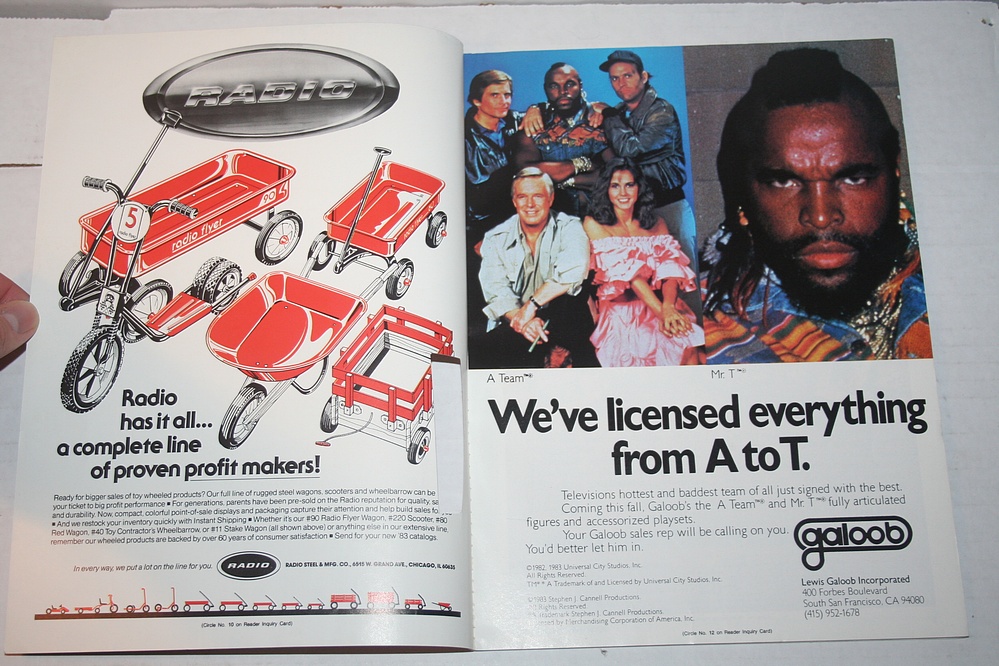 RADIO
radio flyer
90
5
radio flyer
Radio
has it all...
a complete line
of proven profit makers!
Ready for bigger sales of toy wheeled products? Our full line of rugged steel wagons, scooters and wheelbarrow can be
your ticket to big profit performance ■ For generations, parents have been pre-sold on the Radio reputation for quality,
and durability. Now, compact, colorful point-of-sale displays and packaging capture their attention and help build sales
■ And we restock your inventory quickly with Instant Shipping ■ Whether it's our #90 Radio Flyer Wagon, #220 Scooter, #80
Red Wagon, #40 Toy Contractor's Wheelbarrow, or #11 Stake Wagon (all shown above) or anything else in our extensive line,
remember our wheeled products are backed by over 60 years of consumer satisfaction ■ Send for your new '83 catalogs.
In every way, we put a lot on the line for you.
RADIO
RADIO STEEL & MFG. CO., 6515 W. GRAND AVE., CHICAGO, IL 60635
(Circle No. 10 on Reader Inquiry Card)
A Team™®
Mr. T™®
We've licensed everything
from A to T.
Televisions hottest and baddest team of all just signed with the best.
Coming this fall, Galoob's the A Team™® and Mr. T™® fully articulated
figures and accessorized playsets.
Your Galoob sales rep will be calling on you.
You'd better let him in.
galoob
©1982, 1983 Universal City Studios, Inc.
All Rights Reserved.
TM® ® A Trademark of and Licensed by Universal City Studios, Inc.
©1983 Stephen J. Cannell Productions
Rights Reserved
trademark Stephen J. Cannell Productions
by Merchandising Corporation of America, Inc.
Lewis Galoob Incorporated
400 Forbes Boulevard
South San Francisco, CA 94080
(415) 952-1678
(Circle No. 12 on Reader Inquiry Card)